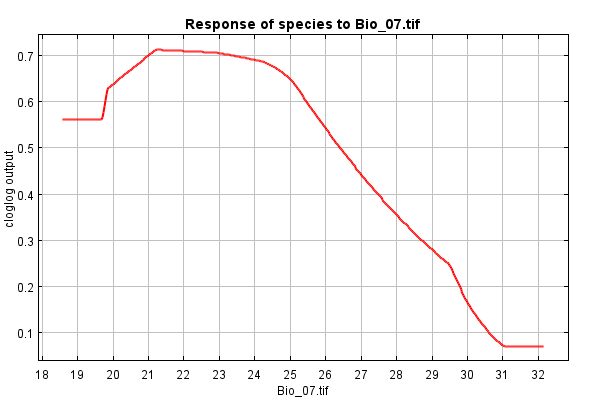 Response of species to Bio_07.tif
cloglog output
0.7
0.6
0.5
0.4
0.3
0.2
0.1
18 19 20 21 22 23 24 25 26 27 28 29 30 31 32
Bio_07.tif